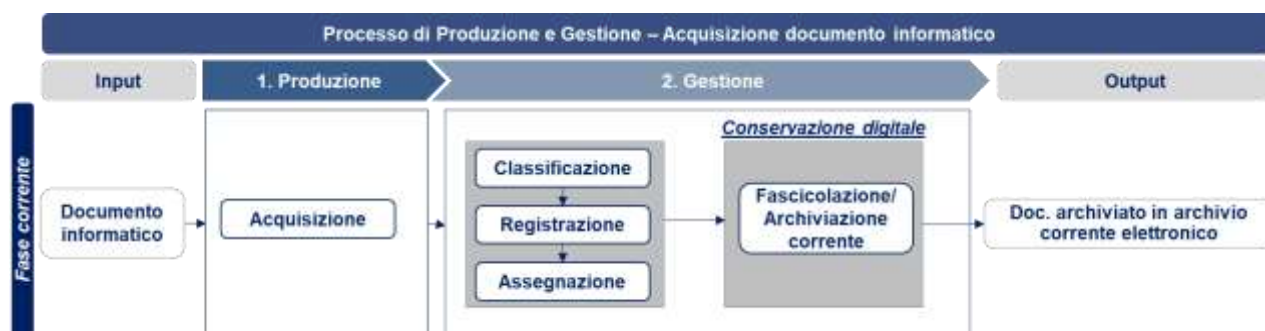 Processo di Produzione e Gestione – Acquisizione documento informatico
Input
1. Produzione
2. Gestione
Output
Fase corrente
Documento
informatico
Acquisizione
Classificazione
Registrazione
Assegnazione
Conservazione digitale
Fascicolazione/
Archiviazione
corrente
Doc. archiviato in archivio
corrente elettronico